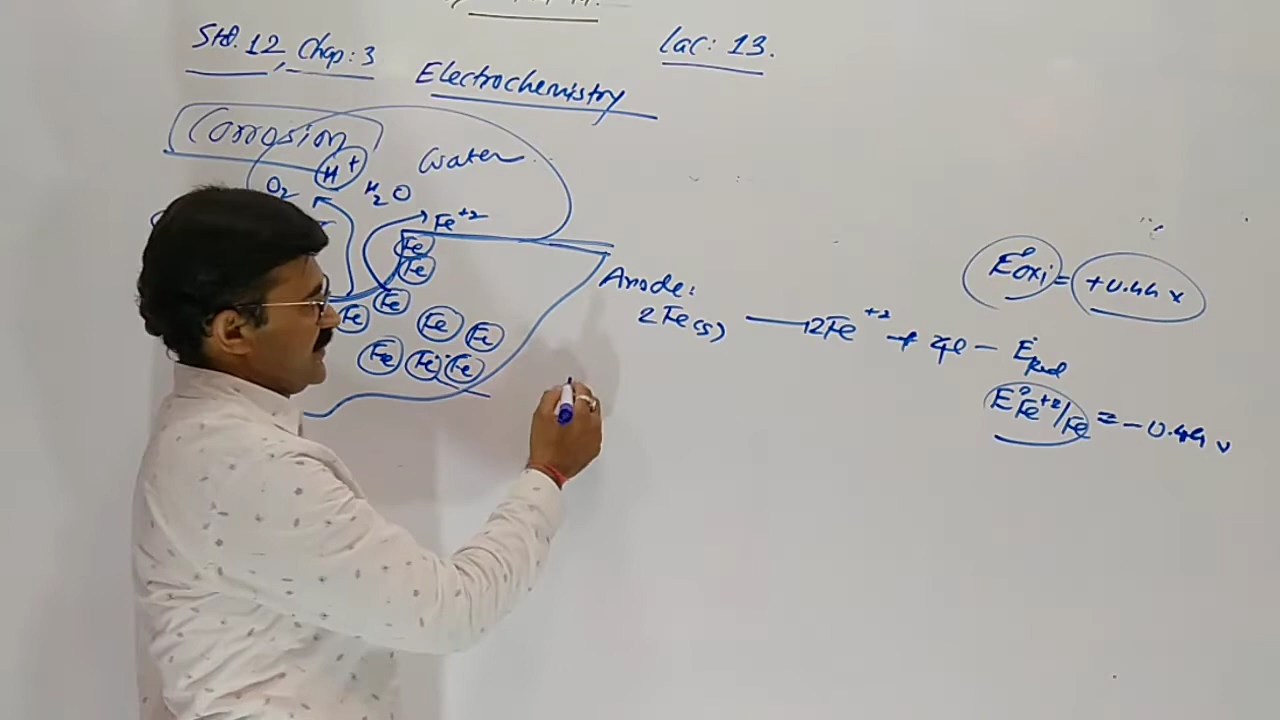 Std. 12, Chap: 3
Lec: 13.
Electrochemistry
Corrosion
H+
Water
O2
H2O
Fe+2
Fe
Fe
Fe
Fe
Fe
Fe
Fe
Fe
Fe
Anode:
2Fe(s) → 2Fe+2 +
E°oxi = +0.44 v
E°Red
E°Fe+2/Fe = -0.44 v